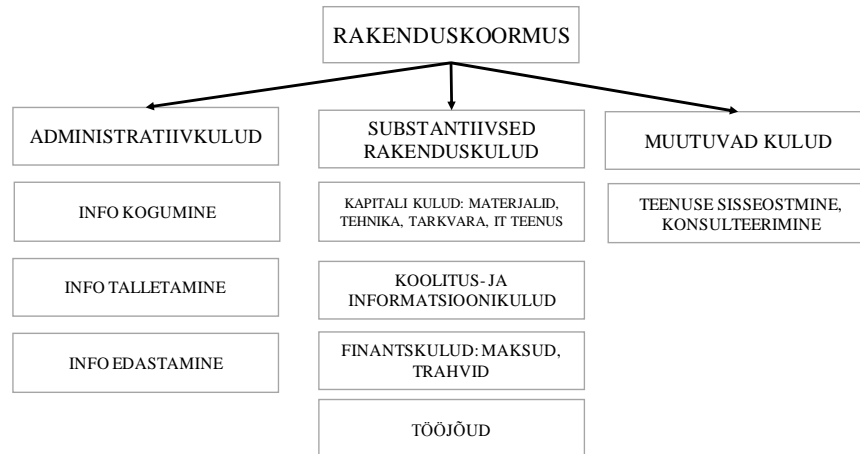 RAKENDUSKOORMUS
ADMINISTRATIIVKULUD
INFO KOGUMINE
INFO TALLETAMINE
INFO EDASTAMINE
SUBSTANTIIVSED
RAKENDUSKULUD
KAPITALI KULUD: MATERJALID,
TEHNIKA, TARKVARA, IT TEENUS
KOOLITUS- JA
INFORMATSIOONIKULUD
FINANTSKULUD: MAKSUD,
TRAHVID
TÖÖJÕUD
MUUTUVAD KULUD
TEENUSE SISSEOSTMINE,
KONSULTEERIMINE